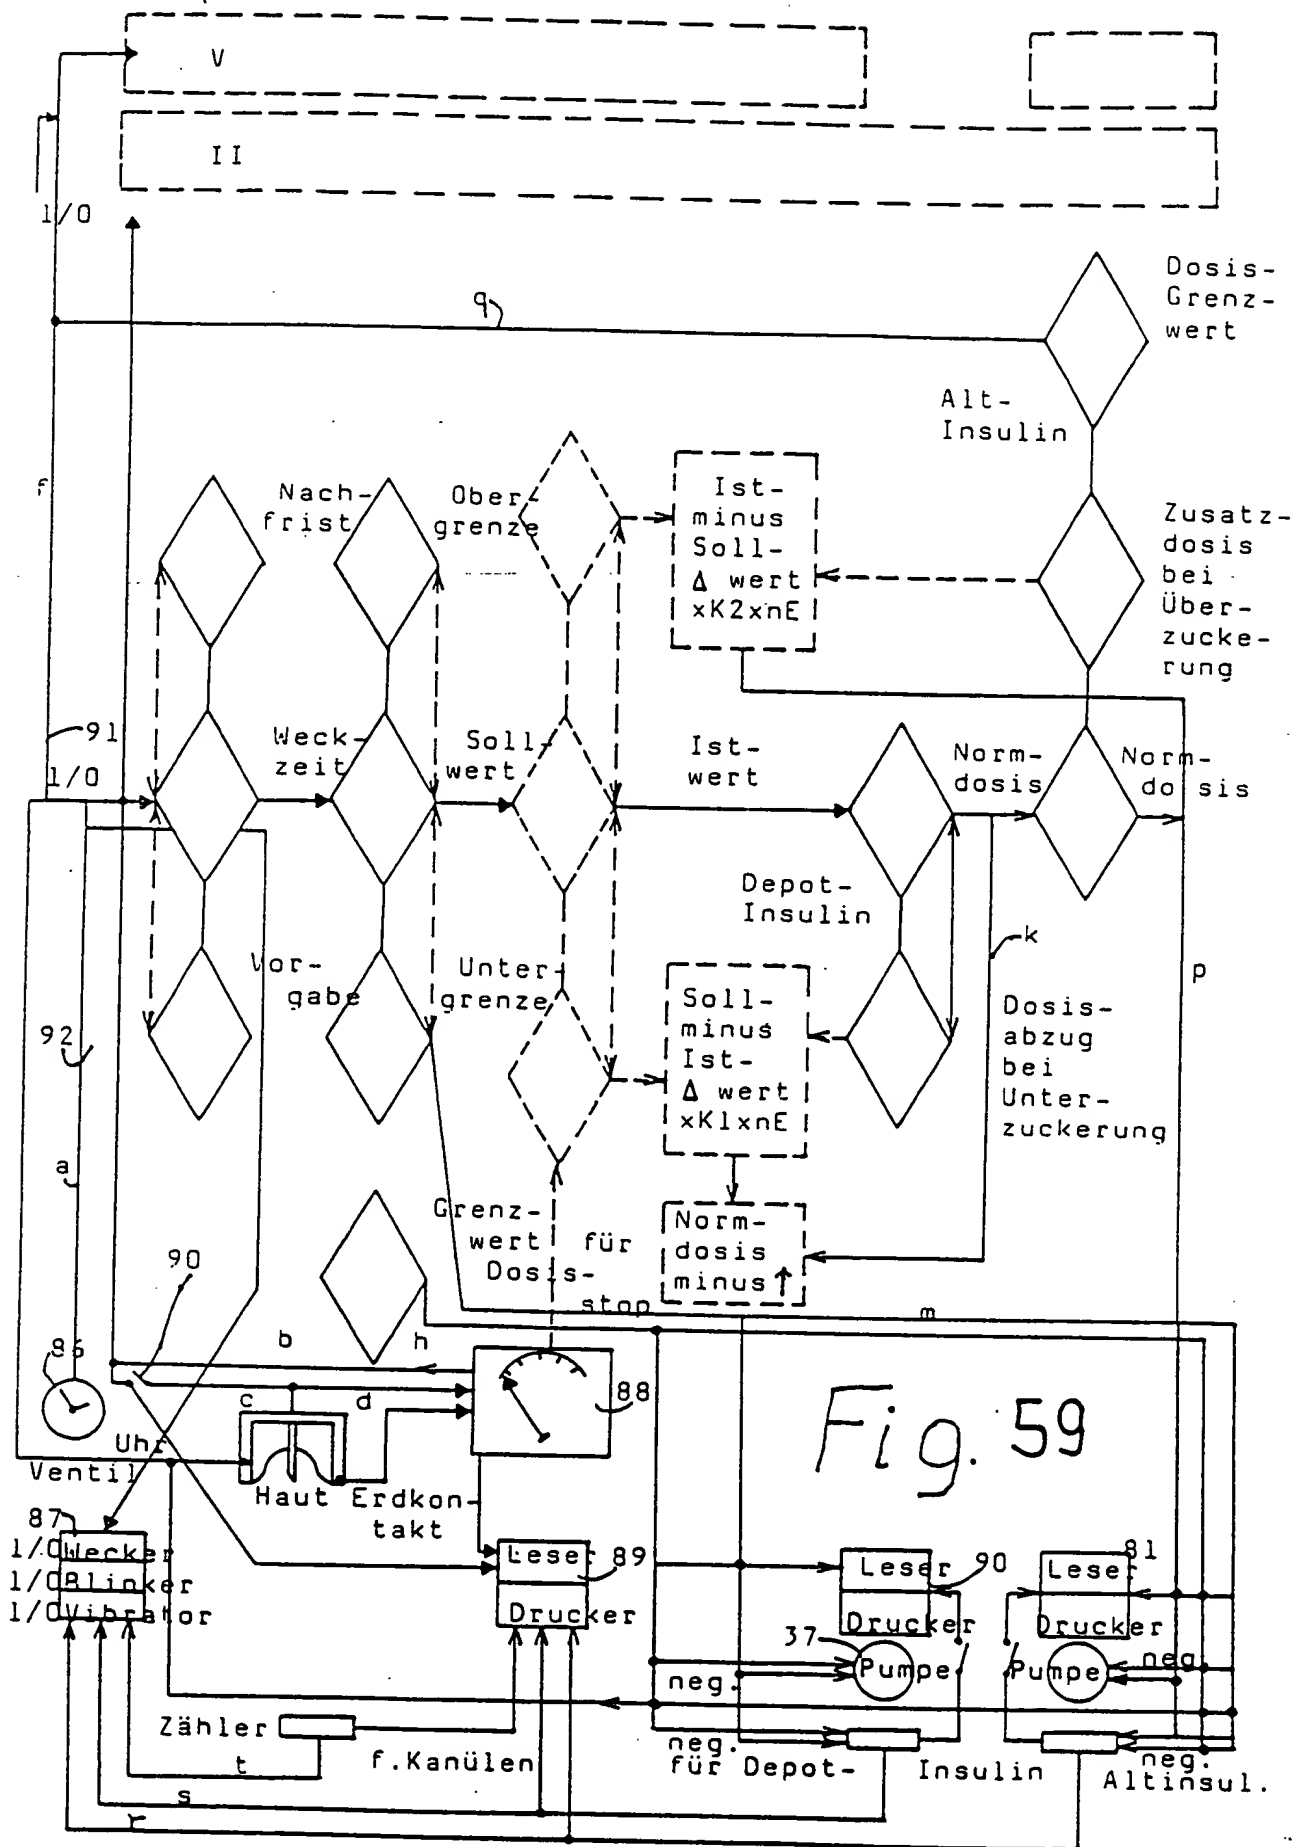 V
II
1/0
q
Dosis-
Grenz-
wert
Alt-
Insulin
f
Nach-
frist
Ober-
grenze
Ist-
minus
Soll-
Δ wert
xK2xnE
Zusatz-
dosis
bei
Über-
zucke-
rung
91
1/0
Weck-
zeit
Soll-
wert
Ist-
wert
Norm-
dosis
Norm-
dosis
Depot-
Insulin
k
p
Vor-
gabe
Unter-
grenze
Soll-
minus
Ist-
Δ wert
xK1xnE
Dosis-
abzug
bei
Unter-
zuckerung
92
a
90
Grenz-
wert für
Dosis-
stop
Norm-
dosis
minus ↑
m
b
h
86
c
d
88
Fig. 59
Uhr
Ventil
Haut
Erdkon-
takt
87
1/0 Wecker
1/0 Blinker
1/0 Vibrator
Leser
89
Drucker
Leser
90
Drucker
81
Leser
Drucker
37
Pumpe
Pumpe
neg.
neg.
Zähler
f.Kanülen
neg.
für Depot-
Insulin
neg.
Altinsul.
t
s
r